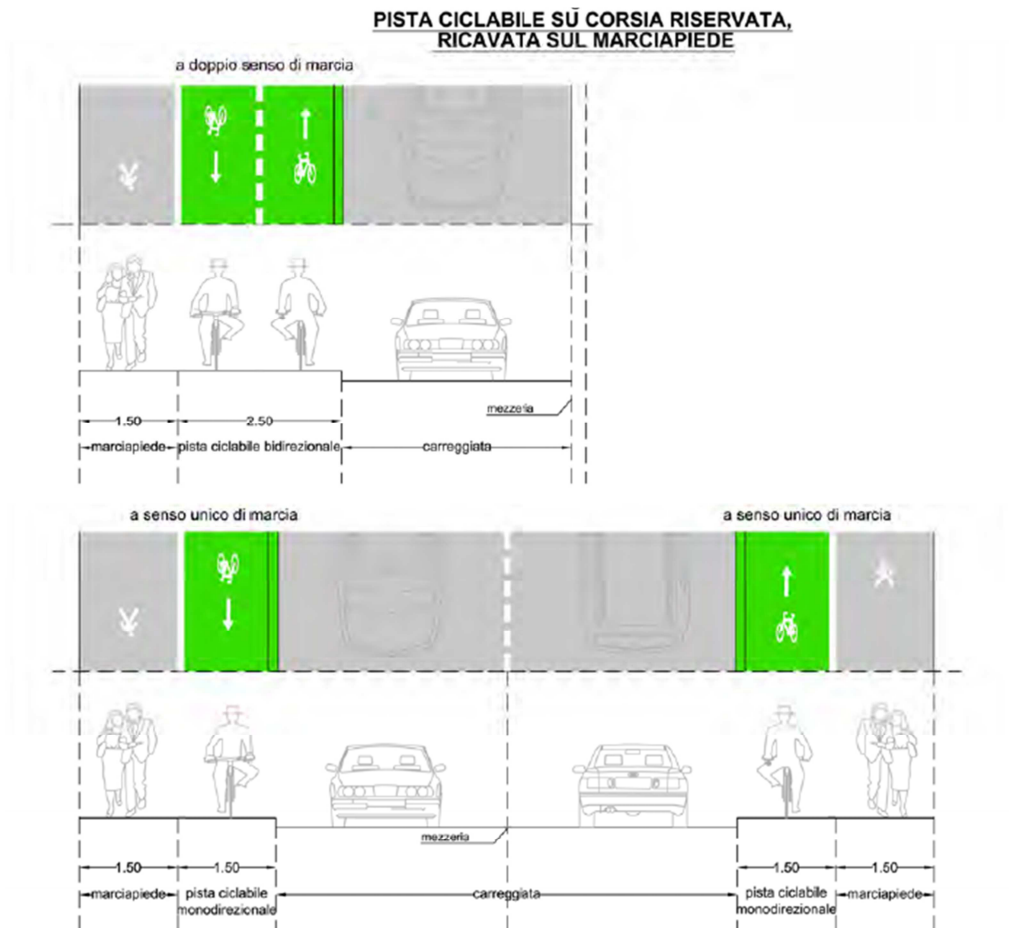 PISTA CICLABILE SU CORSIA RISERVATA,
RICAVATA SUL MARCIAPIEDE
a doppio senso di marcia
mezzeria
1.50 2.50
marciapiede pista ciclabile bidirezionale carreggiata
a senso unico di marcia a senso unico di marcia
mezzeria
1.50 1.50 1.50 1.50
marciapiede pista ciclabile carreggiata pista ciclabile marciapiede
monodirezionale monodirezionale